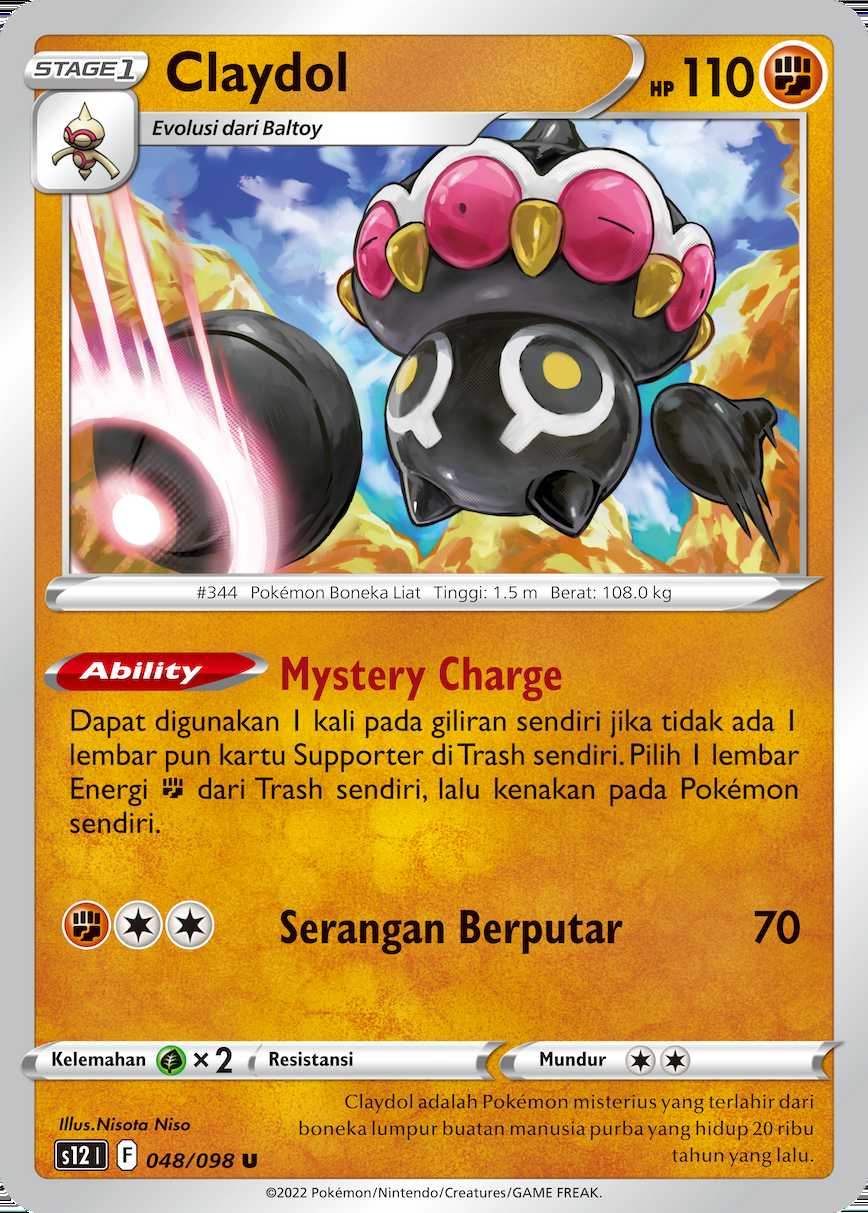 STAGE1
Claydol
HP 110
Evolusi dari Baltoy
#344 Pokémon Boneka Liat Tinggi: 1.5 m Berat: 108.0 kg
Ability Mystery Charge
Dapat digunakan 1 kali pada giliran sendiri jika tidak ada 1
lembar pun kartu Supporter di Trash sendiri. Pilih 1 lembar
Energi dari Trash sendiri, lalu kenakan pada Pokémon
sendiri.
Serangan Berputar 70
Kelemahan ×2 Resistansi Mundur
Illus.Nisota Niso
Claydol adalah Pokémon misterius yang terlahir dari
boneka lumpur buatan manusia purba yang hidup 20 ribu
tahun yang lalu.
s12 I F 048/098 U
©2022 Pokémon/Nintendo/Creatures/GAME FREAK.